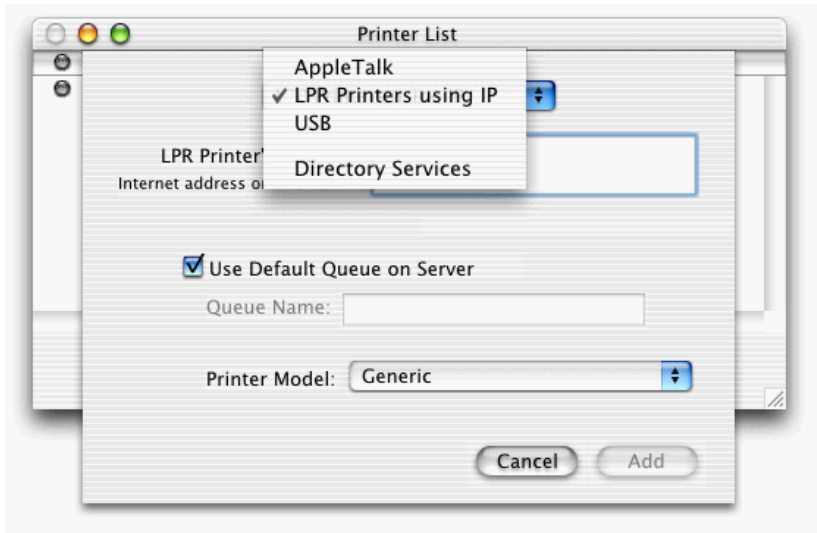 Printer List
AppleTalk
✓ LPR Printers using IP
USB
Directory Services
LPR Printer'
Internet address o
Use Default Queue on Server
Queue Name:
Printer Model: Generic
Cancel Add